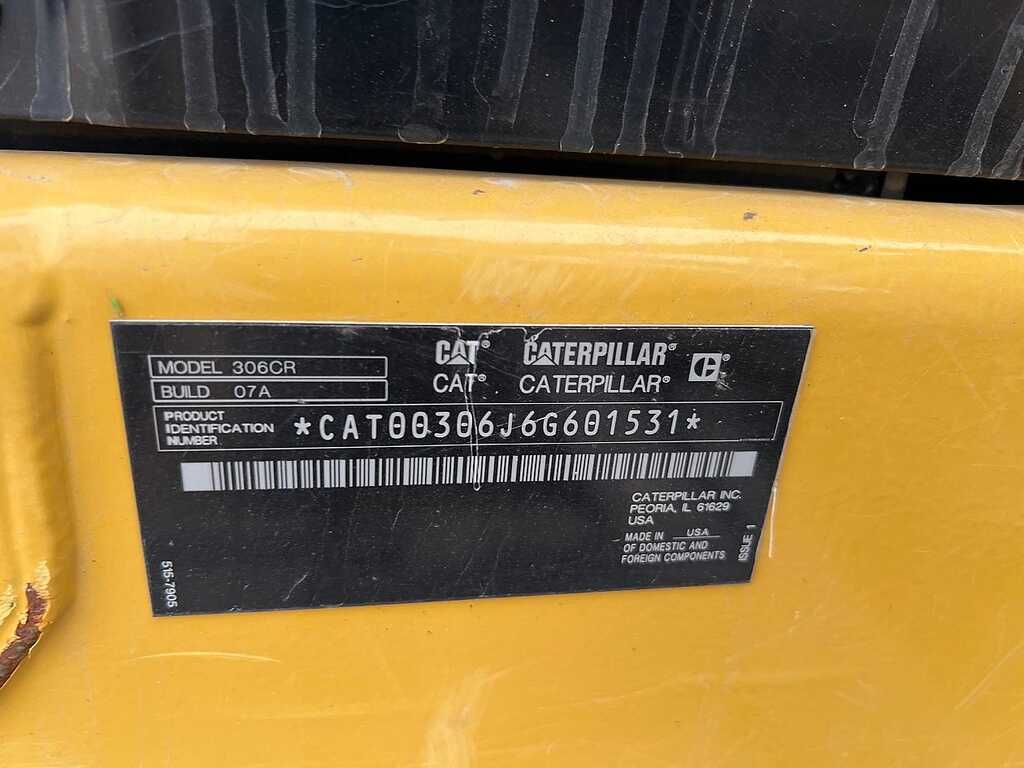 MODEL 306CR
BUILD 07A
CAT® CATERPILLAR® C®
CAT® CATERPILLAR®
PRODUCT
IDENTIFICATION
NUMBER
*CAT00306J6G601531*
CATERPILLAR INC.
PEORIA, IL 61629
USA
MADE IN USA
OF DOMESTIC AND
FOREIGN COMPONENTS
ISSUE 1
515-7905